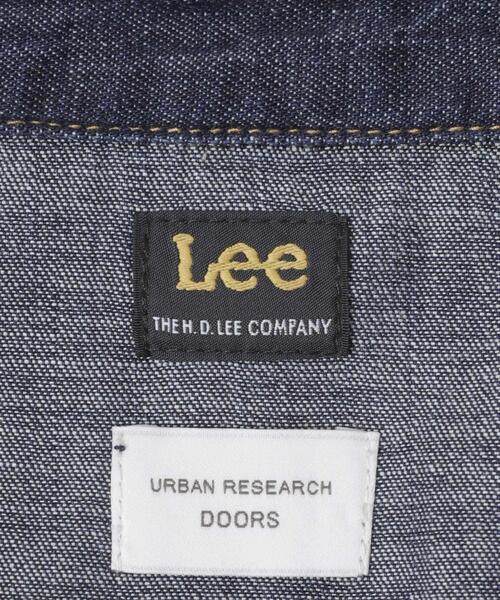 Lee
THE H. D. LEE COMPANY
URBAN RESEARCH
DOORS